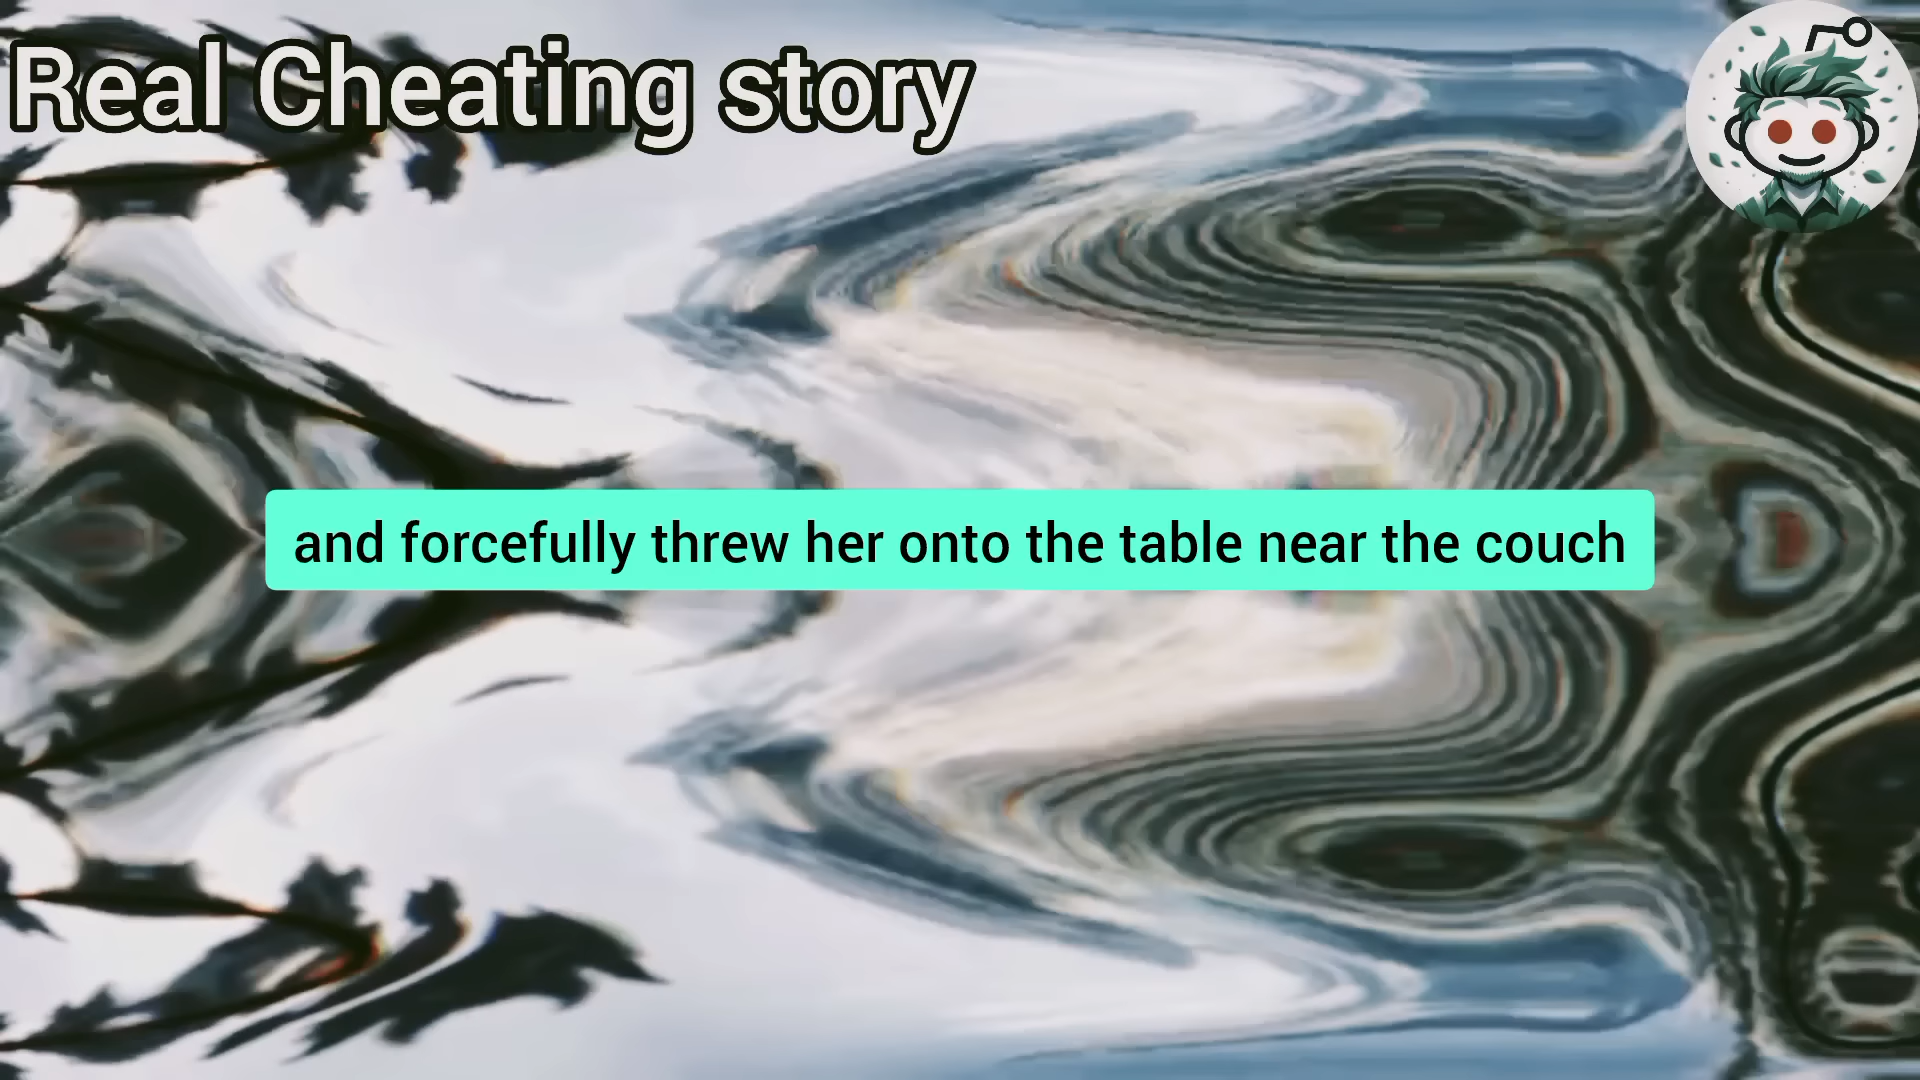 Real Cheating story
and forcefully threw her onto the table near the couch